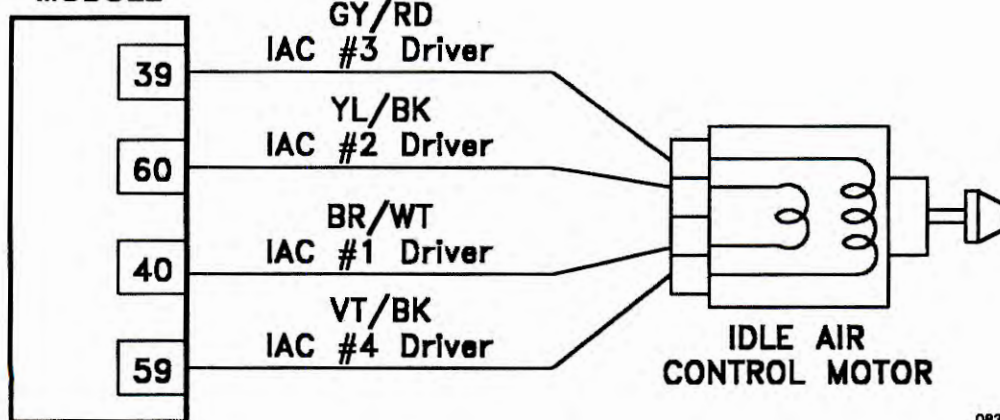 GY/RD
IAC #3 Driver
39
YL/BK
IAC #2 Driver
60
BR/WT
IAC #1 Driver
40
VT/BK
IAC #4 Driver
59
IDLE AIR
CONTROL MOTOR